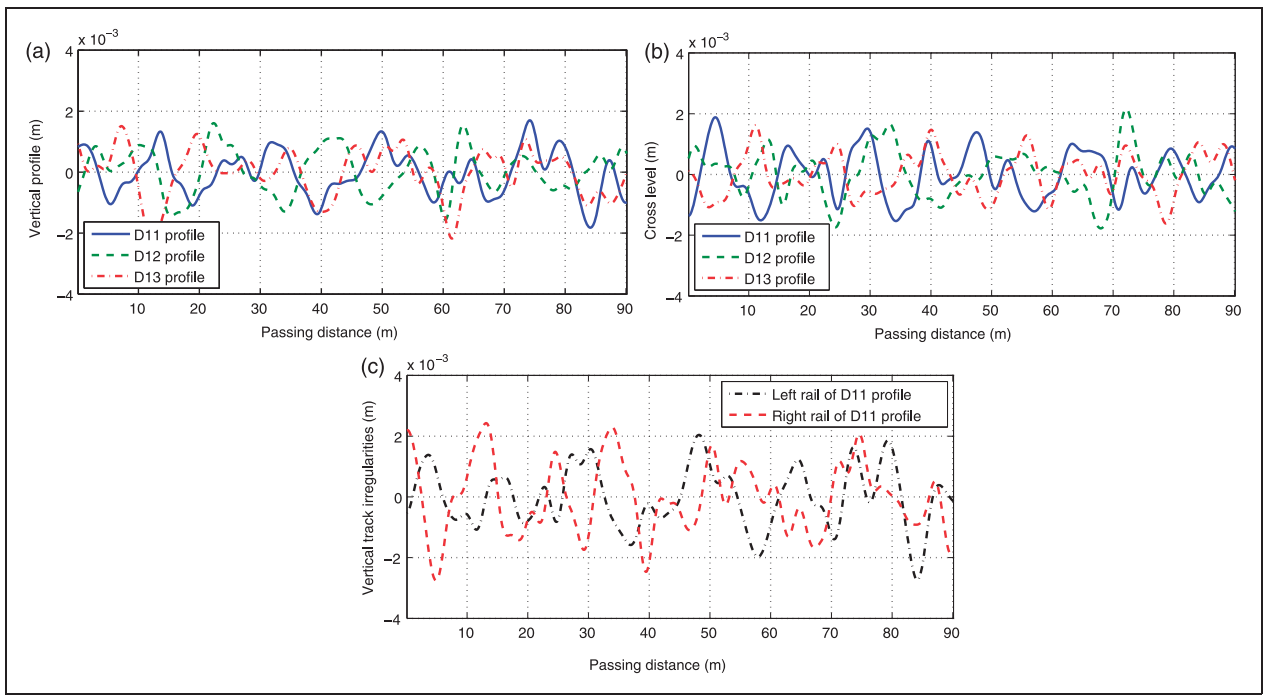 (a)
x 10⁻³
4
2
0
−2
−4
Vertical profile (m)
D11 profile
D12 profile
D13 profile
10 20 30 40 50 60 70 80 90
Passing distance (m)
(b)
x 10⁻³
4
2
0
−2
−4
Cross level (m)
D11 profile
D12 profile
D13 profile
10 20 30 40 50 60 70 80 90
Passing distance (m)
(c)
x 10⁻³
4
2
0
−2
−4
Vertical track irregularities (m)
Left rail of D11 profile
Right rail of D11 profile
10 20 30 40 50 60 70 80 90
Passing distance (m)